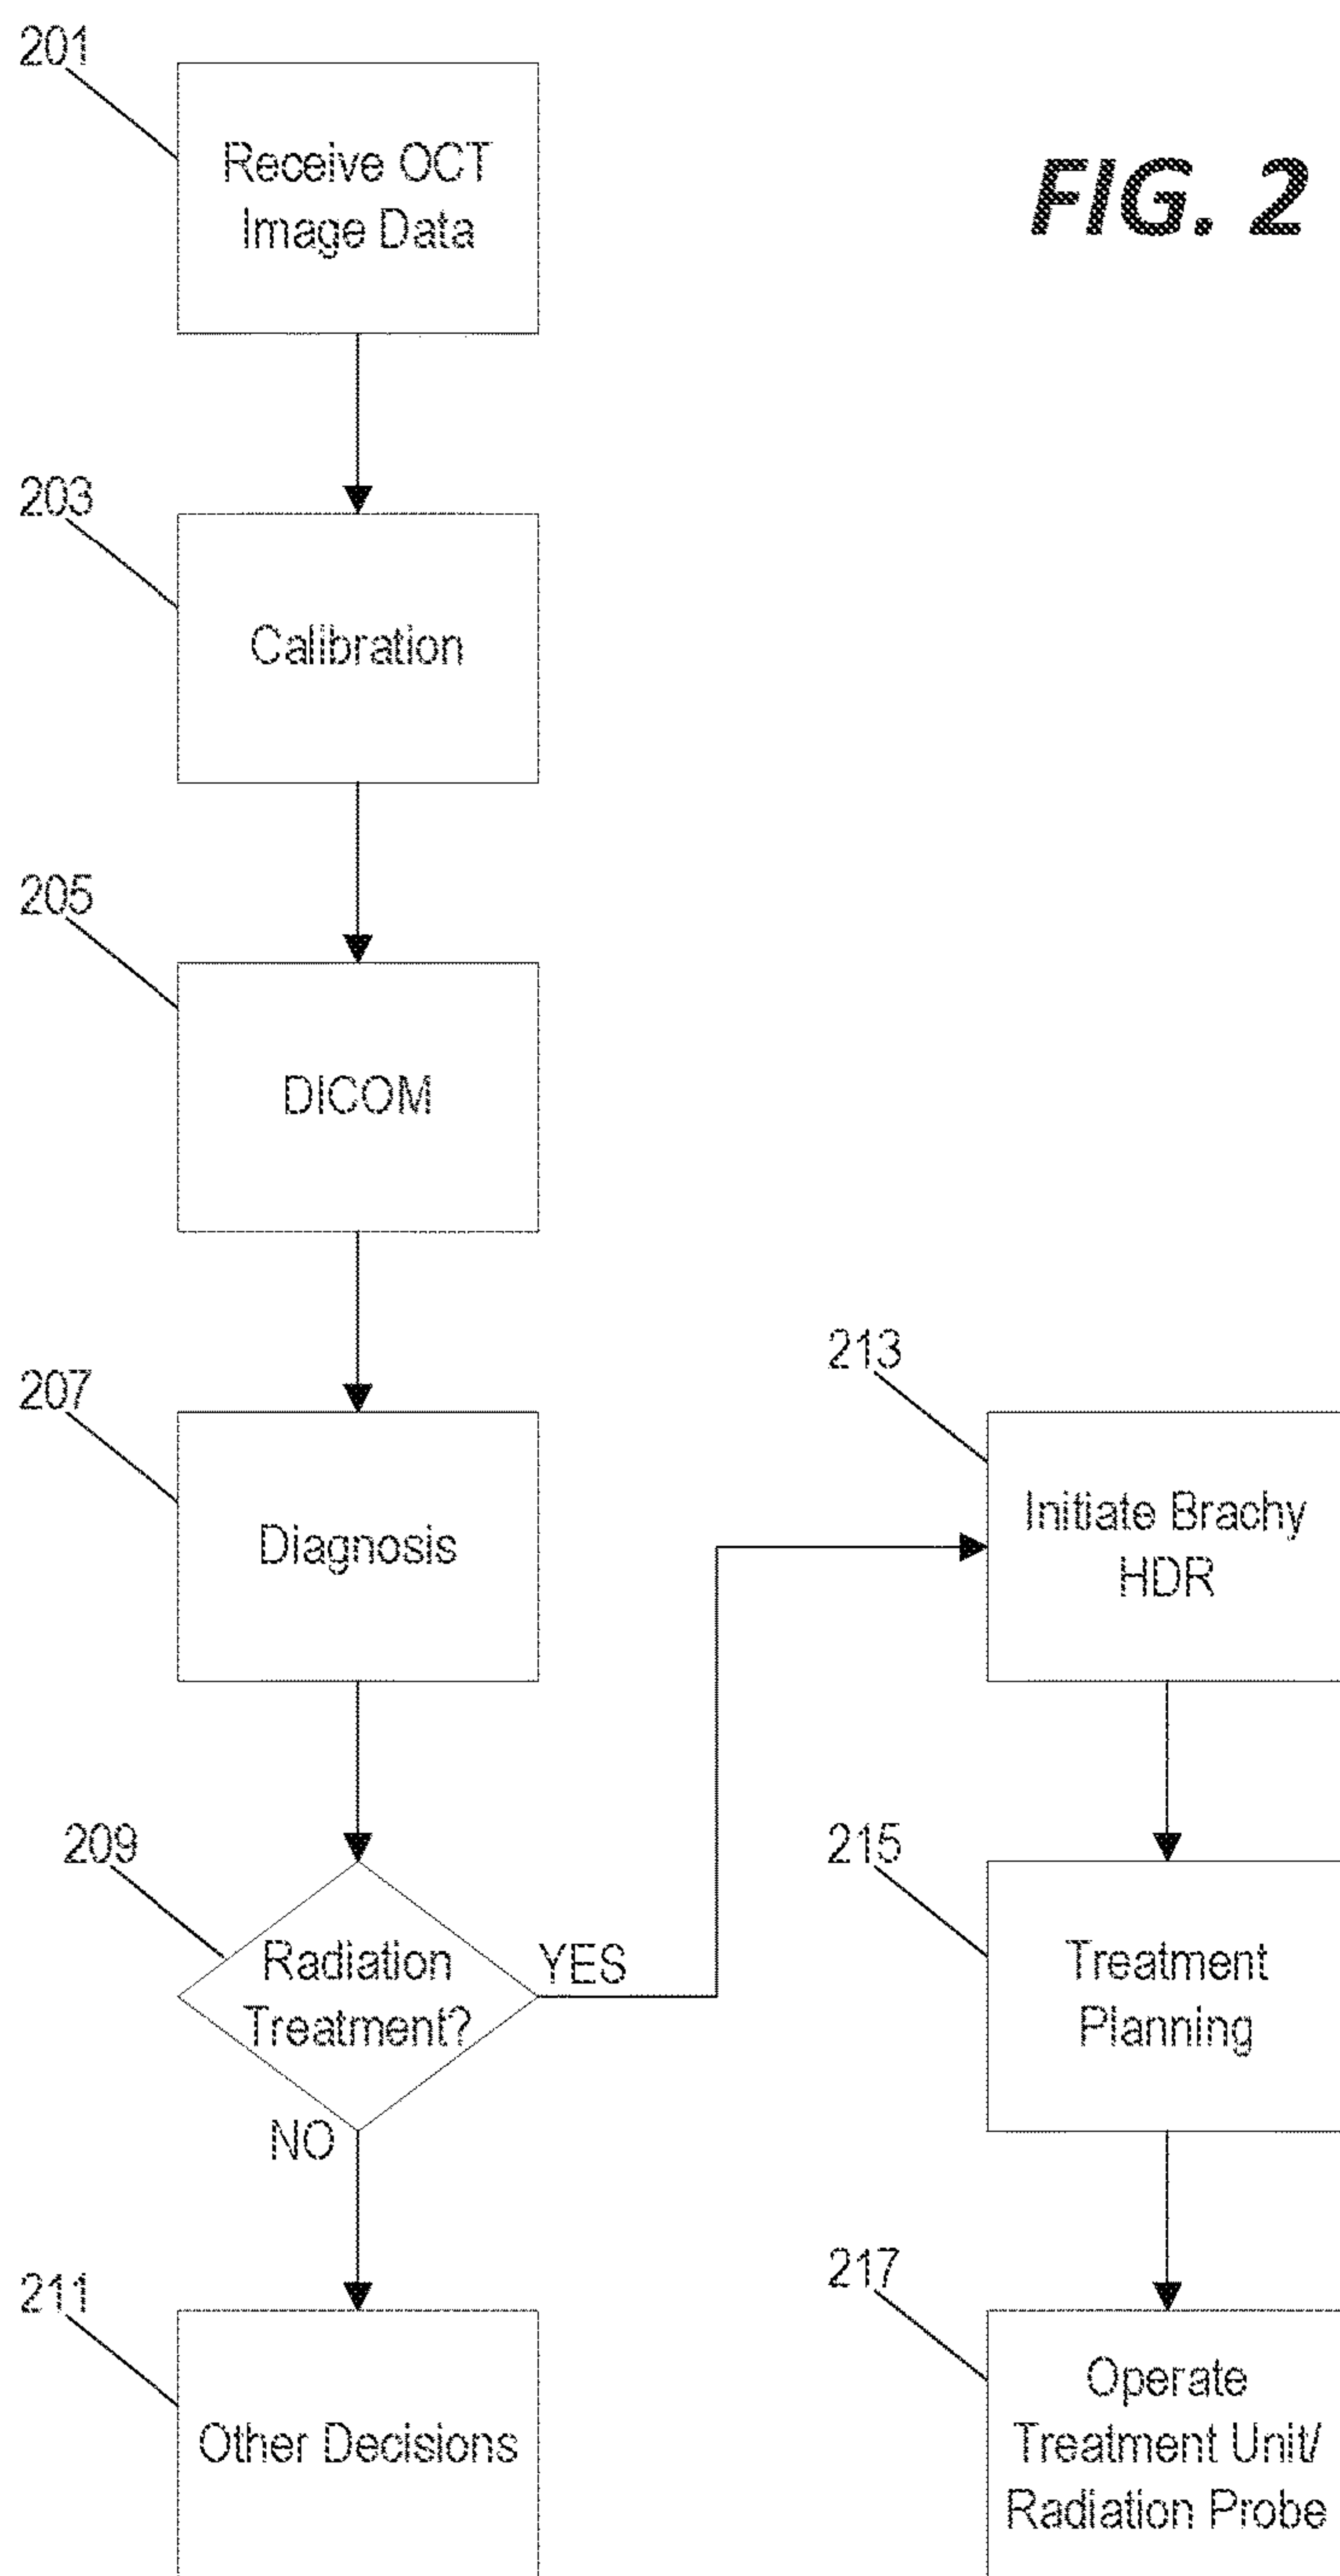 201
Receive OCT
Image Data
FIG. 2
203
Calibration
205
DICOM
207
Diagnosis
209
Radiation
Treatment?
YES
NO
211
Other Decisions
213
Initiate Brachy
HDR
215
Treatment
Planning
217
Operate
Treatment Unit/
Radiation Probe